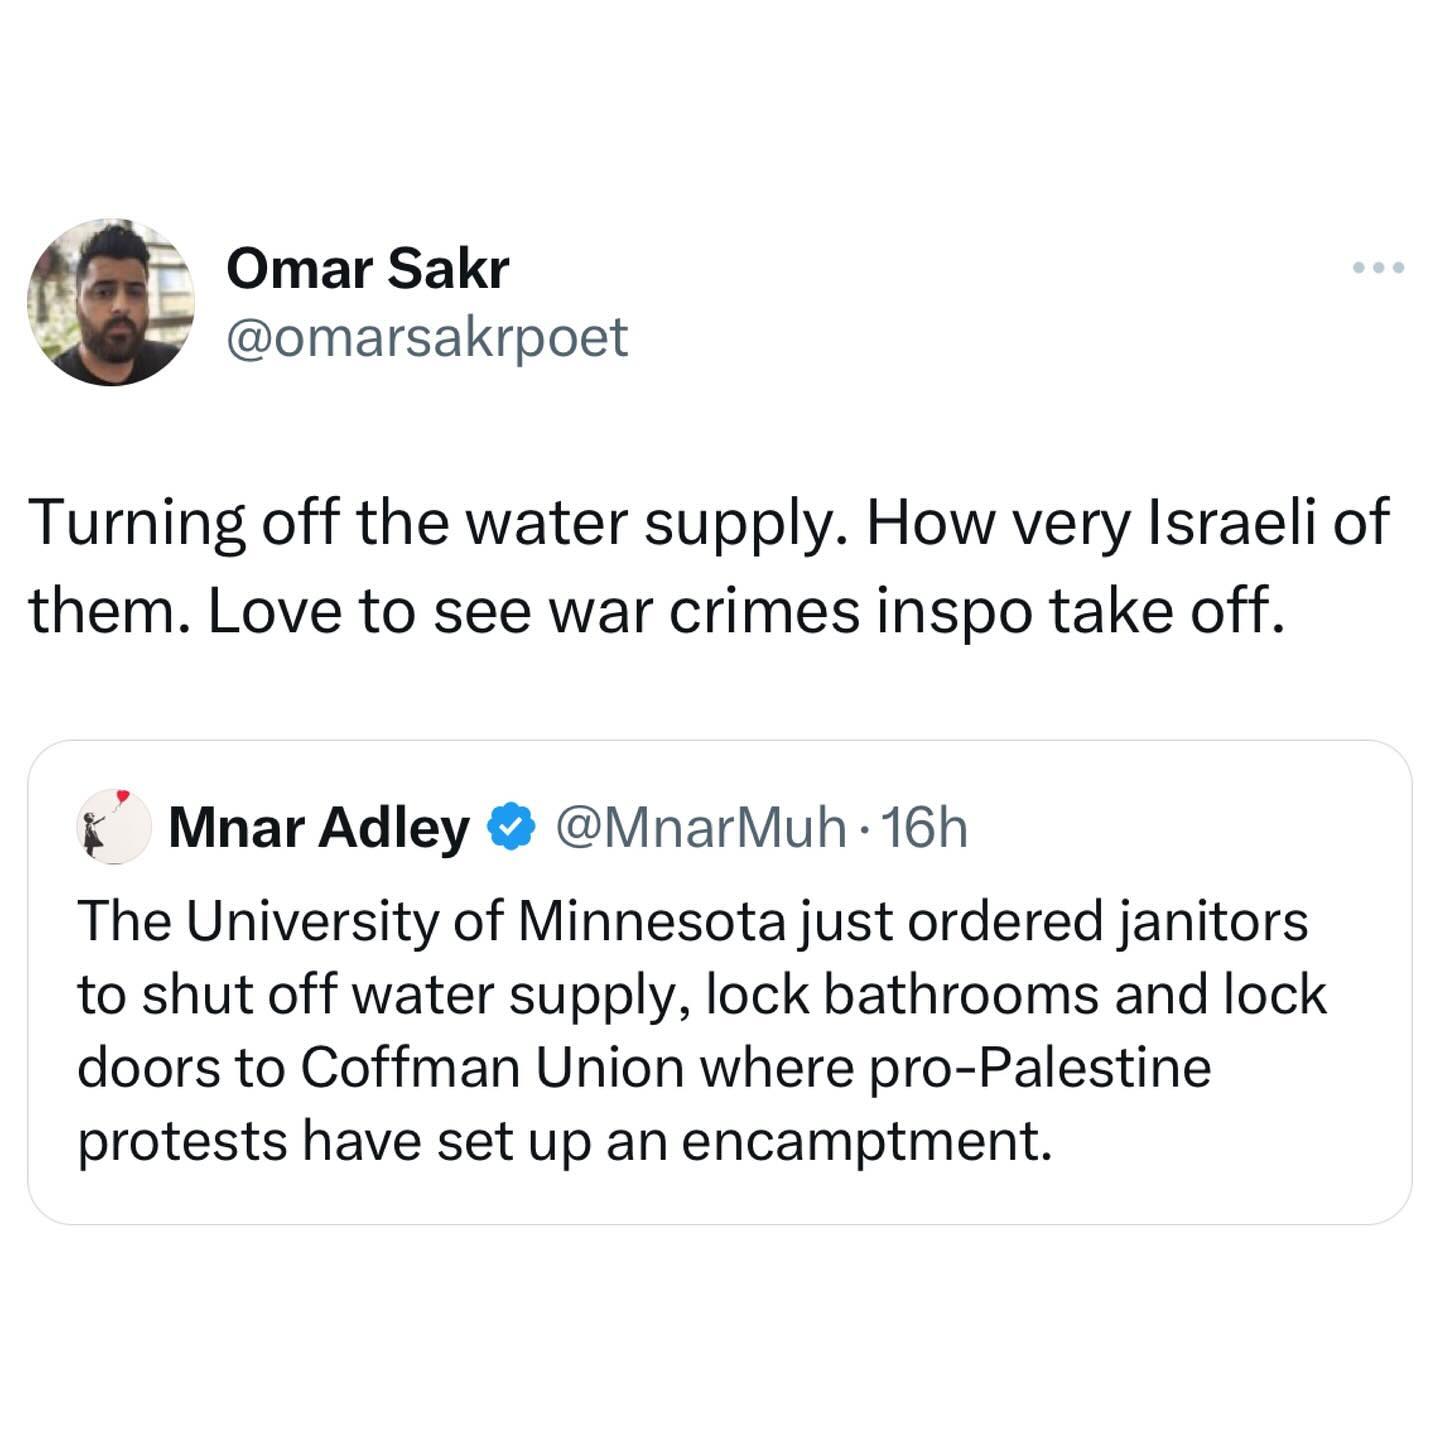 Omar Sakr
@omarsakrpoet
Turning off the water supply. How very Israeli of
them. Love to see war crimes inspo take off.
Mnar Adley @MnarMuh · 16h
The University of Minnesota just ordered janitors
to shut off water supply, lock bathrooms and lock
doors to Coffman Union where pro-Palestine
protests have set up an encamptment.